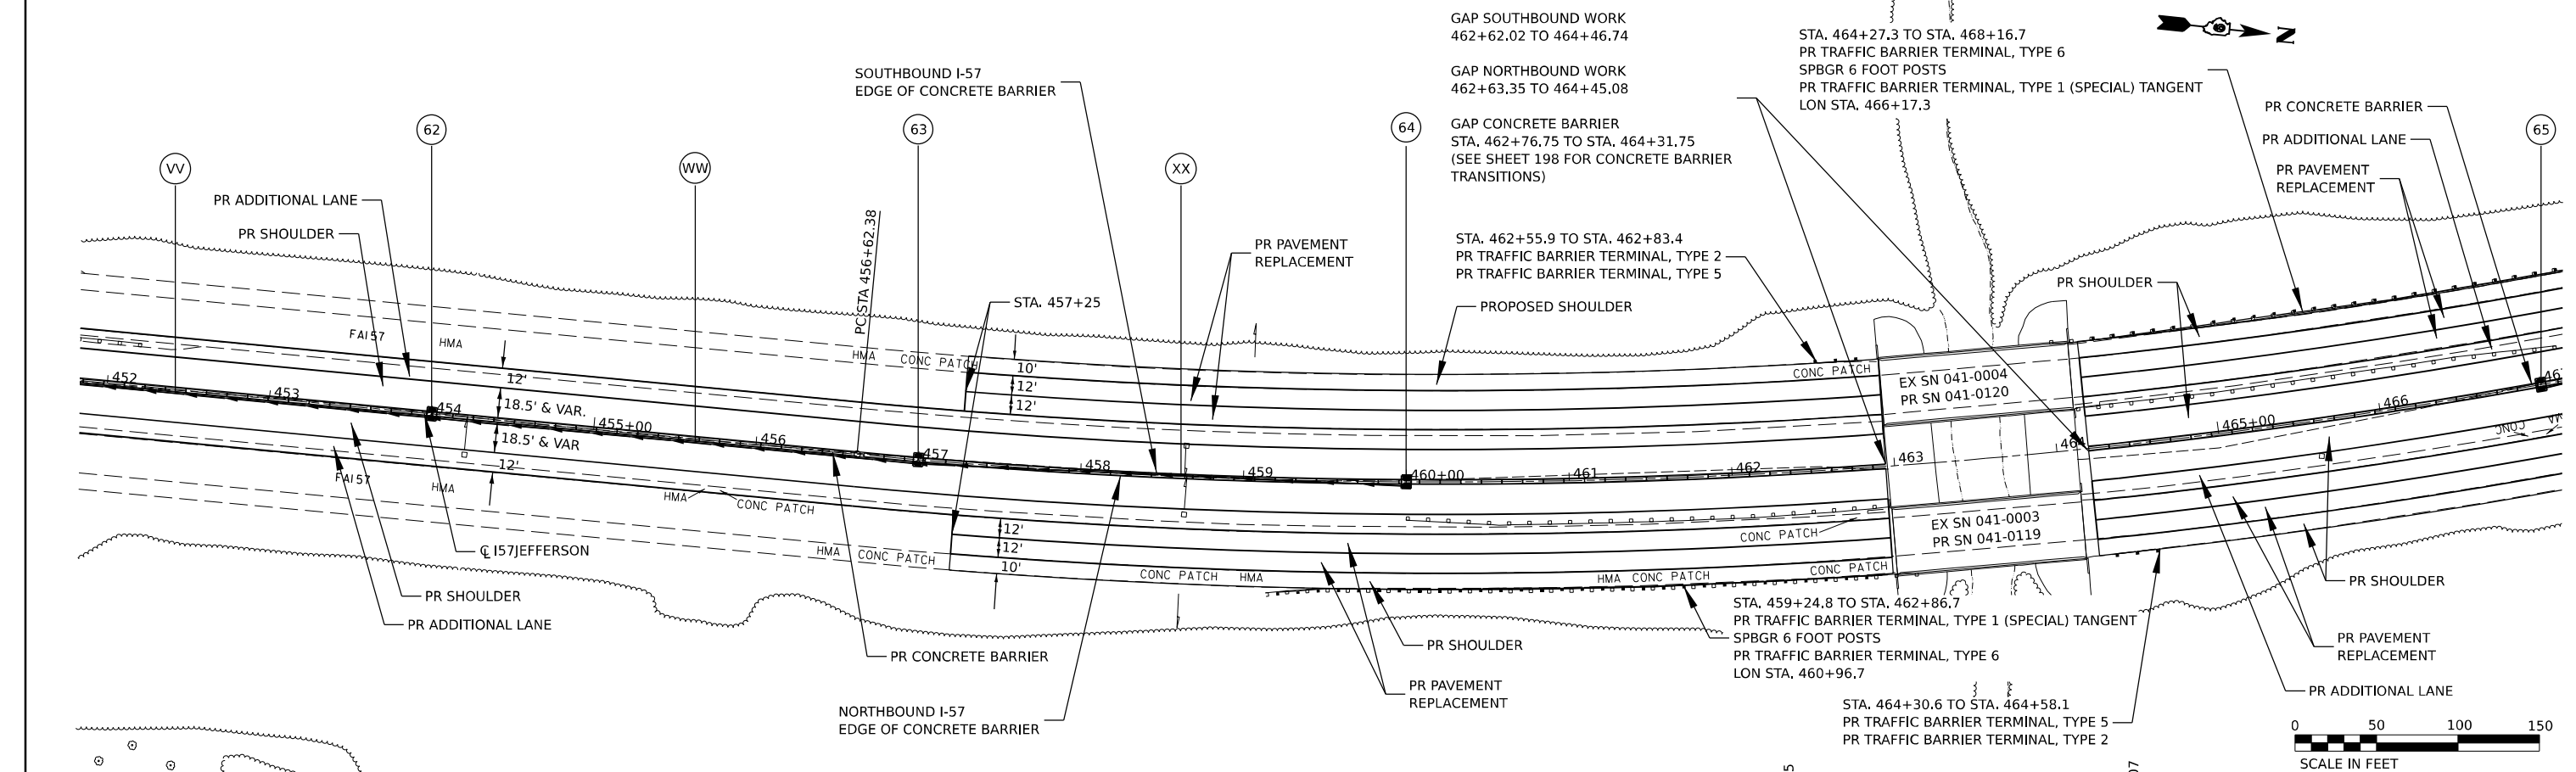 GAP SOUTHBOUND WORK
462+62.02 TO 464+46.74
GAP NORTHBOUND WORK
462+63.35 TO 464+45.08
GAP CONCRETE BARRIER
STA. 462+76.75 TO STA. 464+31.75
(SEE SHEET 198 FOR CONCRETE BARRIER
TRANSITIONS)
STA. 464+27.3 TO STA. 468+16.7
PR TRAFFIC BARRIER TERMINAL, TYPE 6
SPBGR 6 FOOT POSTS
PR TRAFFIC BARRIER TERMINAL, TYPE 1 (SPECIAL) TANGENT
LON STA. 466+17.3
N
SOUTHBOUND I-57
EDGE OF CONCRETE BARRIER
PR CONCRETE BARRIER
PR ADDITIONAL LANE
PR PAVEMENT
REPLACEMENT
VV
62
WW
63
XX
64
65
PR ADDITIONAL LANE
PR SHOULDER
PC STA 456+62.38
PR PAVEMENT
REPLACEMENT
STA. 457+25
STA. 462+55.9 TO STA. 462+83.4
PR TRAFFIC BARRIER TERMINAL, TYPE 2
PR TRAFFIC BARRIER TERMINAL, TYPE 5
PROPOSED SHOULDER
PR SHOULDER
FAI 57
HMA
HMA
CONC PATCH
CONC PATCH
10'
12'
12'
12'
18.5' & VAR.
18.5' & VAR
12'
EX SN 041-0004
PR SN 041-0120
452
453
454
455+00
456
457
458
459
460+00
461
462
463
464
465+00
466
CONC
FAI 57
HMA
HMA
CONC PATCH
HMA
CONC PATCH
12'
12'
10'
CONC PATCH
HMA
HMA
CONC PATCH
CONC PATCH
CONC PATCH
EX SN 041-0003
PR SN 041-0119
℄ I57JEFFERSON
PR SHOULDER
PR ADDITIONAL LANE
PR CONCRETE BARRIER
NORTHBOUND I-57
EDGE OF CONCRETE BARRIER
PR SHOULDER
PR PAVEMENT
REPLACEMENT
STA. 459+24.8 TO STA. 462+86.7
PR TRAFFIC BARRIER TERMINAL, TYPE 1 (SPECIAL) TANGENT
SPBGR 6 FOOT POSTS
PR TRAFFIC BARRIER TERMINAL, TYPE 6
LON STA. 460+96.7
STA. 464+30.6 TO STA. 464+58.1
PR TRAFFIC BARRIER TERMINAL, TYPE 5
PR TRAFFIC BARRIER TERMINAL, TYPE 2
PR SHOULDER
PR PAVEMENT
REPLACEMENT
PR ADDITIONAL LANE
0 50 100 150
SCALE IN FEET